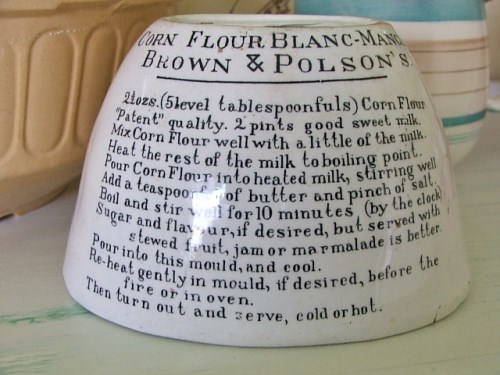 CORN FLOUR BLANC-MANG
BROWN & POLSON'S.
2½ozs. (5 level tablespoonfuls) Corn Flour
"Patent" quality. 2 pints good sweet milk.
Mix Corn Flour well with a little of the milk.
Heat the rest of the milk to boiling point.
Pour Corn Flour into heated milk, stirring well
Add a teaspoonful of butter and pinch of salt.
Boil and stir well for 10 minutes (by the clock)
Sugar and flavour, if desired, but served with
stewed fruit, jam or marmalade is better.
Pour into this mould, and cool.
Re-heat gently in mould, if desired, before the
fire or in oven.
Then turn out and serve, cold or hot.